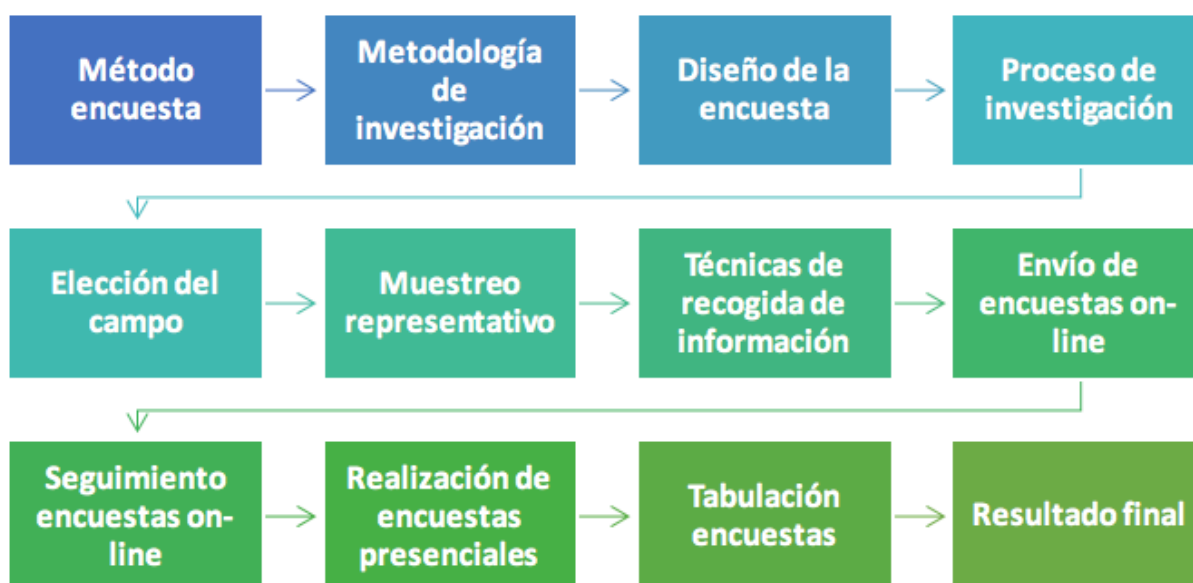 Método
encuesta
Metodología
de
investigación
Diseño de la
encuesta
Proceso de
investigación
Elección del
campo
Muestreo
representativo
Técnicas de
recogida de
información
Envío de
encuestas on-
line
Seguimiento
encuestas on-
line
Realización de
encuestas
presenciales
Tabulación
encuestas
Resultado final